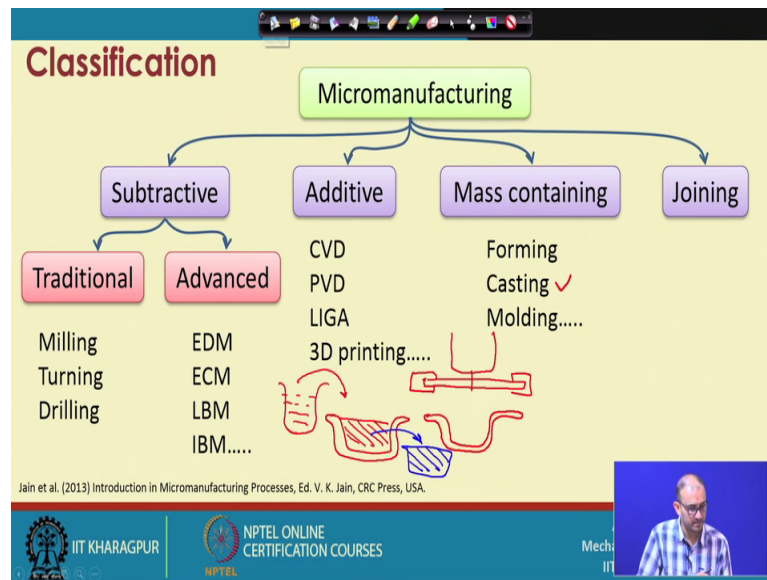 Classification
Micromanufacturing
Subtractive
Additive
Mass containing
Joining
Traditional
Advanced
Milling
Turning
Drilling
EDM
ECM
LBM
IBM.....
CVD
PVD
LIGA
3D printing.....
Forming
Casting ✓
Molding.....
Jain et al. (2013) Introduction in Micromanufacturing Processes, Ed. V. K. Jain, CRC Press, USA.
IIT KHARAGPUR
NPTEL
NPTEL ONLINE
CERTIFICATION COURSES
Mecha
IIT